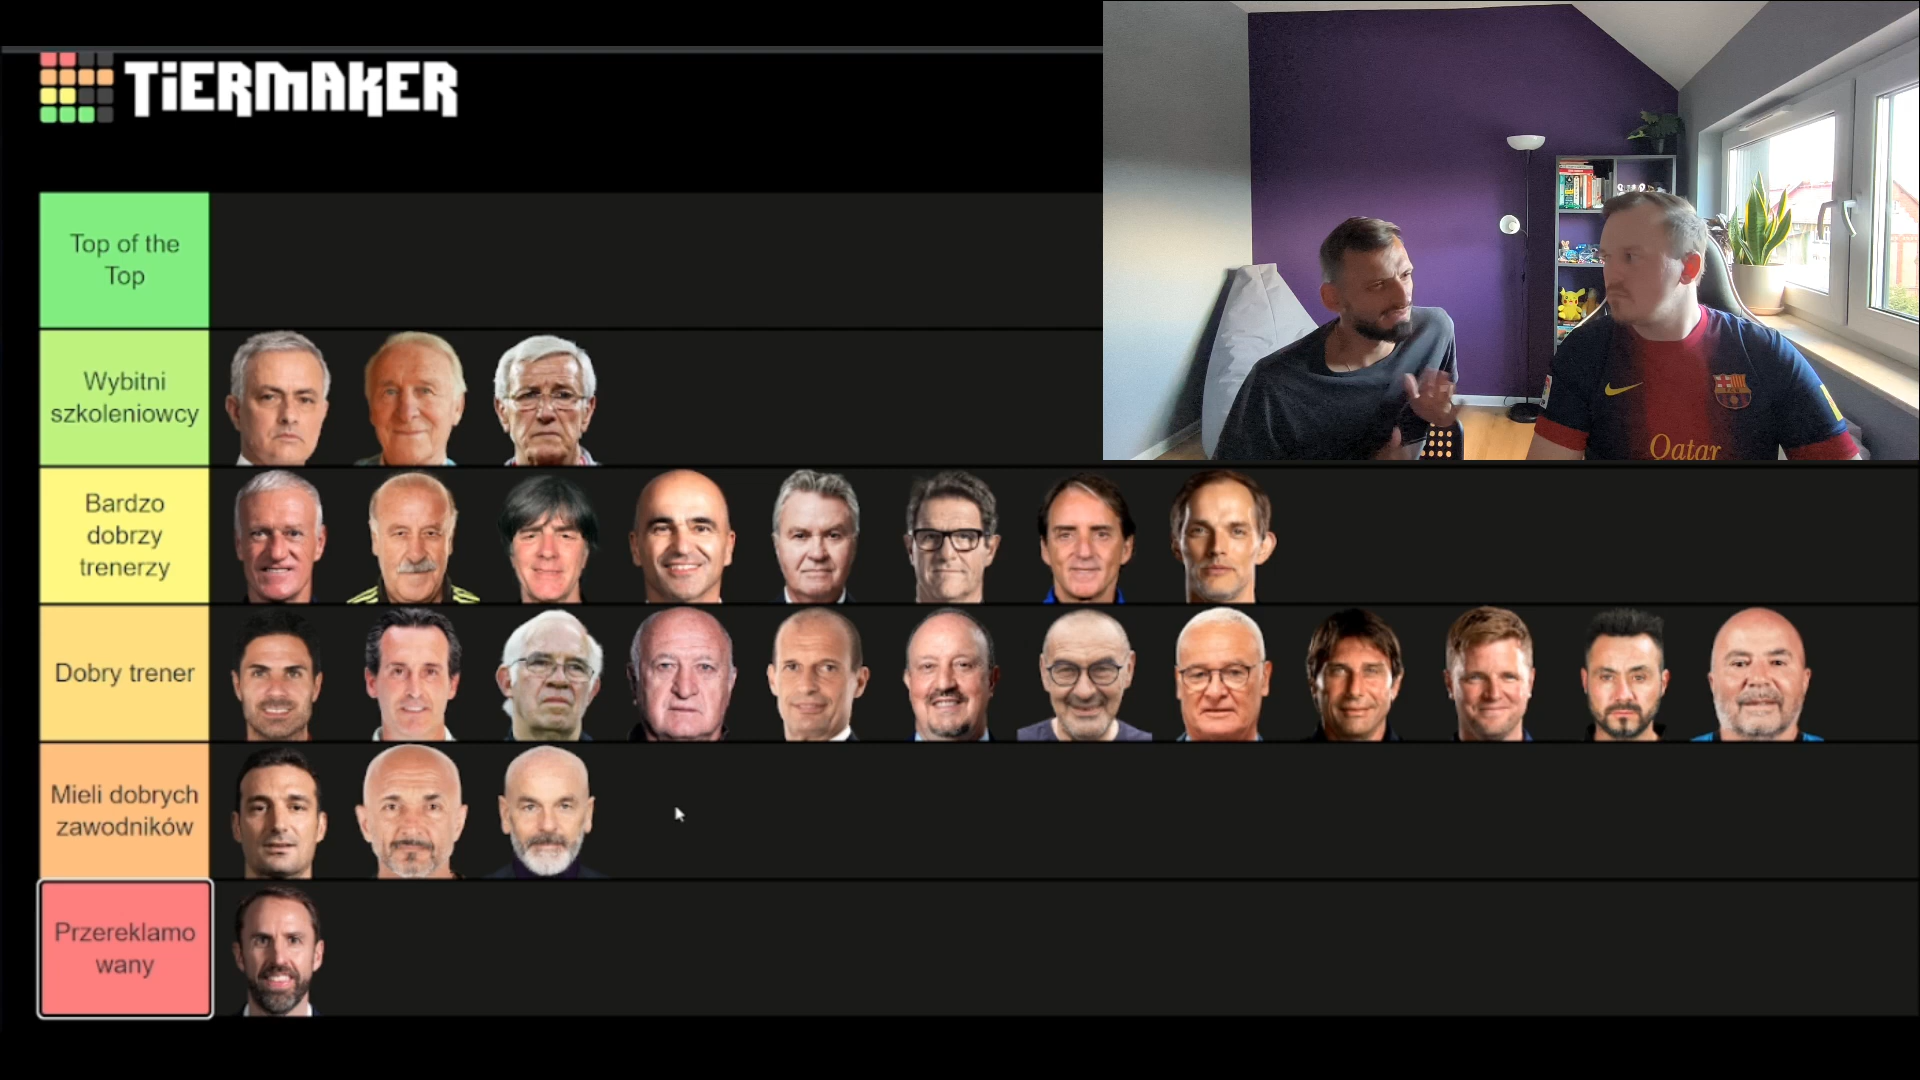 TiERMAKER
Top of the
Top
Wybitni
szkoleniowcy
Bardzo
dobrzy
trenerzy
Dobry trener
Mieli dobrych
zawodników
Przereklamo
wany
Qatar